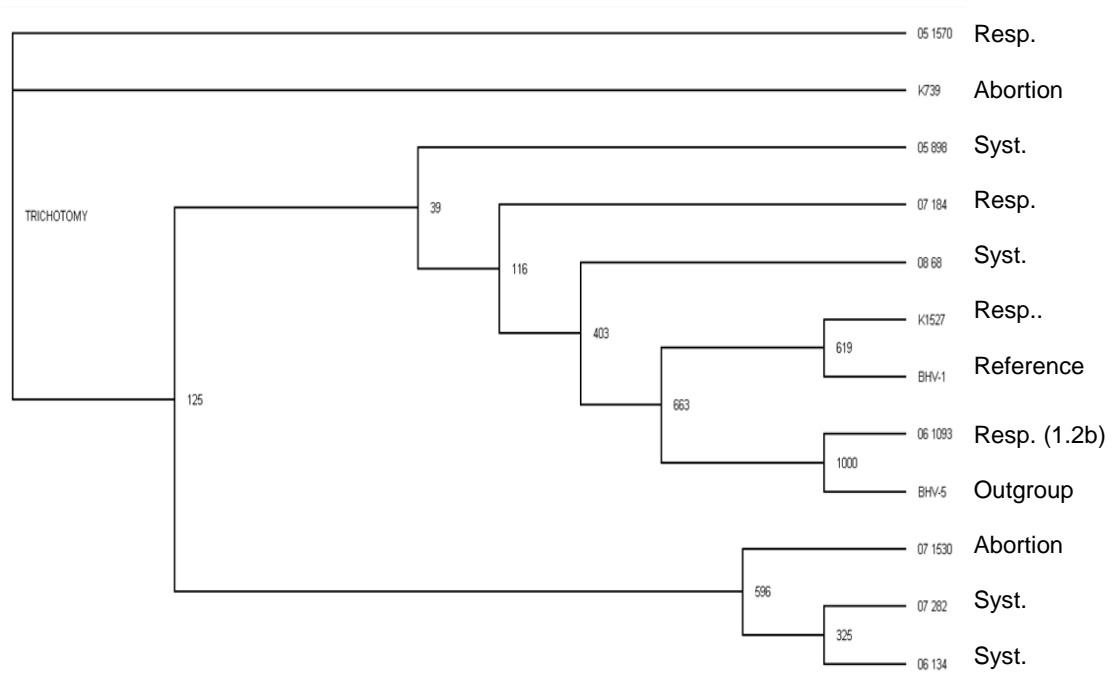 05 1570 Resp.
K739 Abortion
05 898 Syst.
39 07 184 Resp.
TRICHOTOMY
08 68 Syst.
116
K1527 Resp..
403
619
BHV-1 Reference
125
663
06 1093 Resp. (1.2b)
1000
BHV-5 Outgroup
07 1530 Abortion
596
07 282 Syst.
325
06 134 Syst.